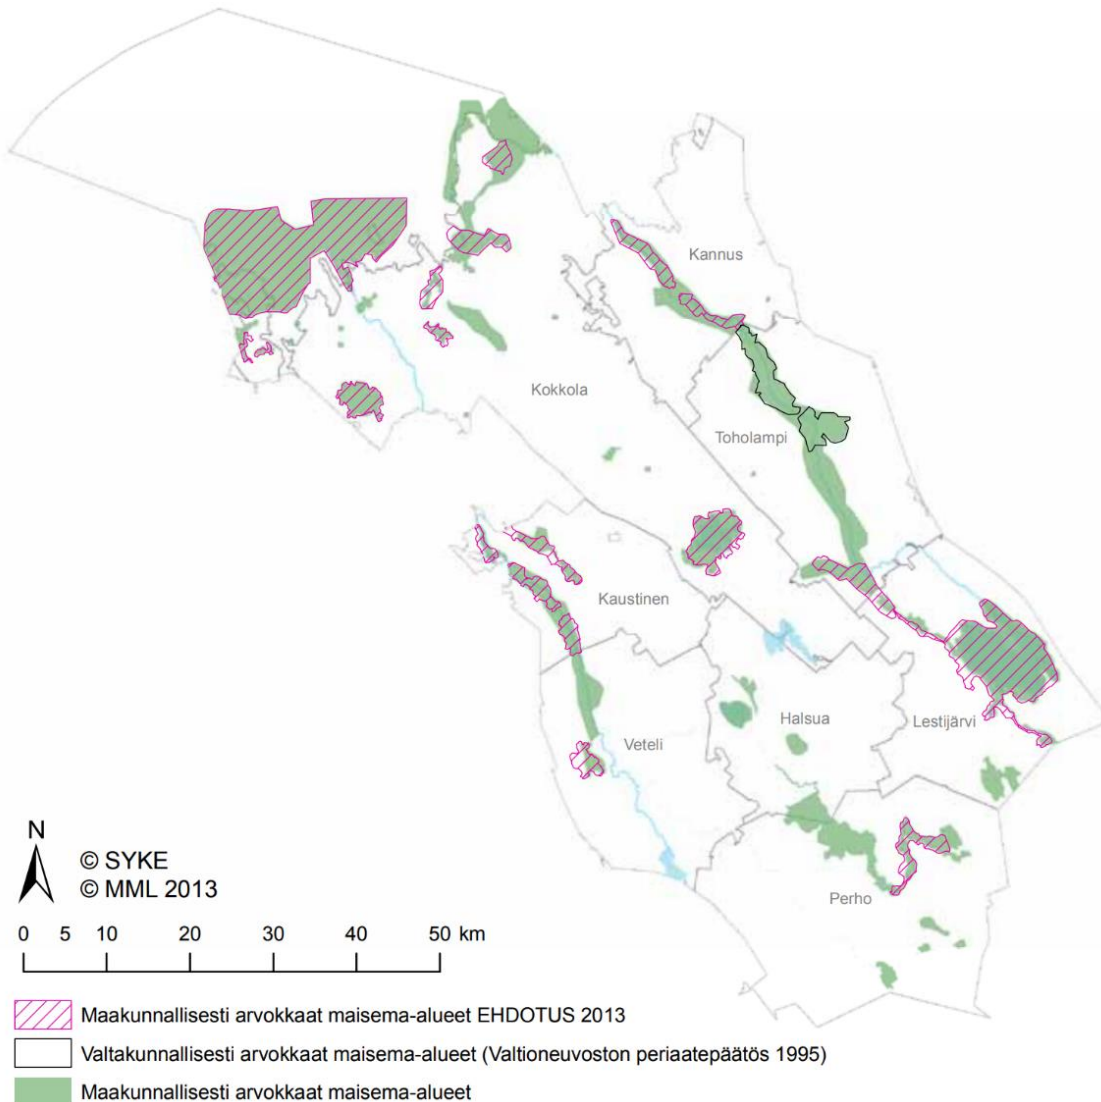 Kannus
Kokkola
Toholampi
Kaustinen
Halsua
Lestijärvi
Veteli
Perho
N
© SYKE
© MML 2013
0 5 10 20 30 40 50 km
Maakunnallisesti arvokkaat maisema-alueet EHDOTUS 2013
Valtakunnallisesti arvokkaat maisema-alueet (Valtioneuvoston periaatepäätös 1995)
Maakunnallisesti arvokkaat maisema-alueet